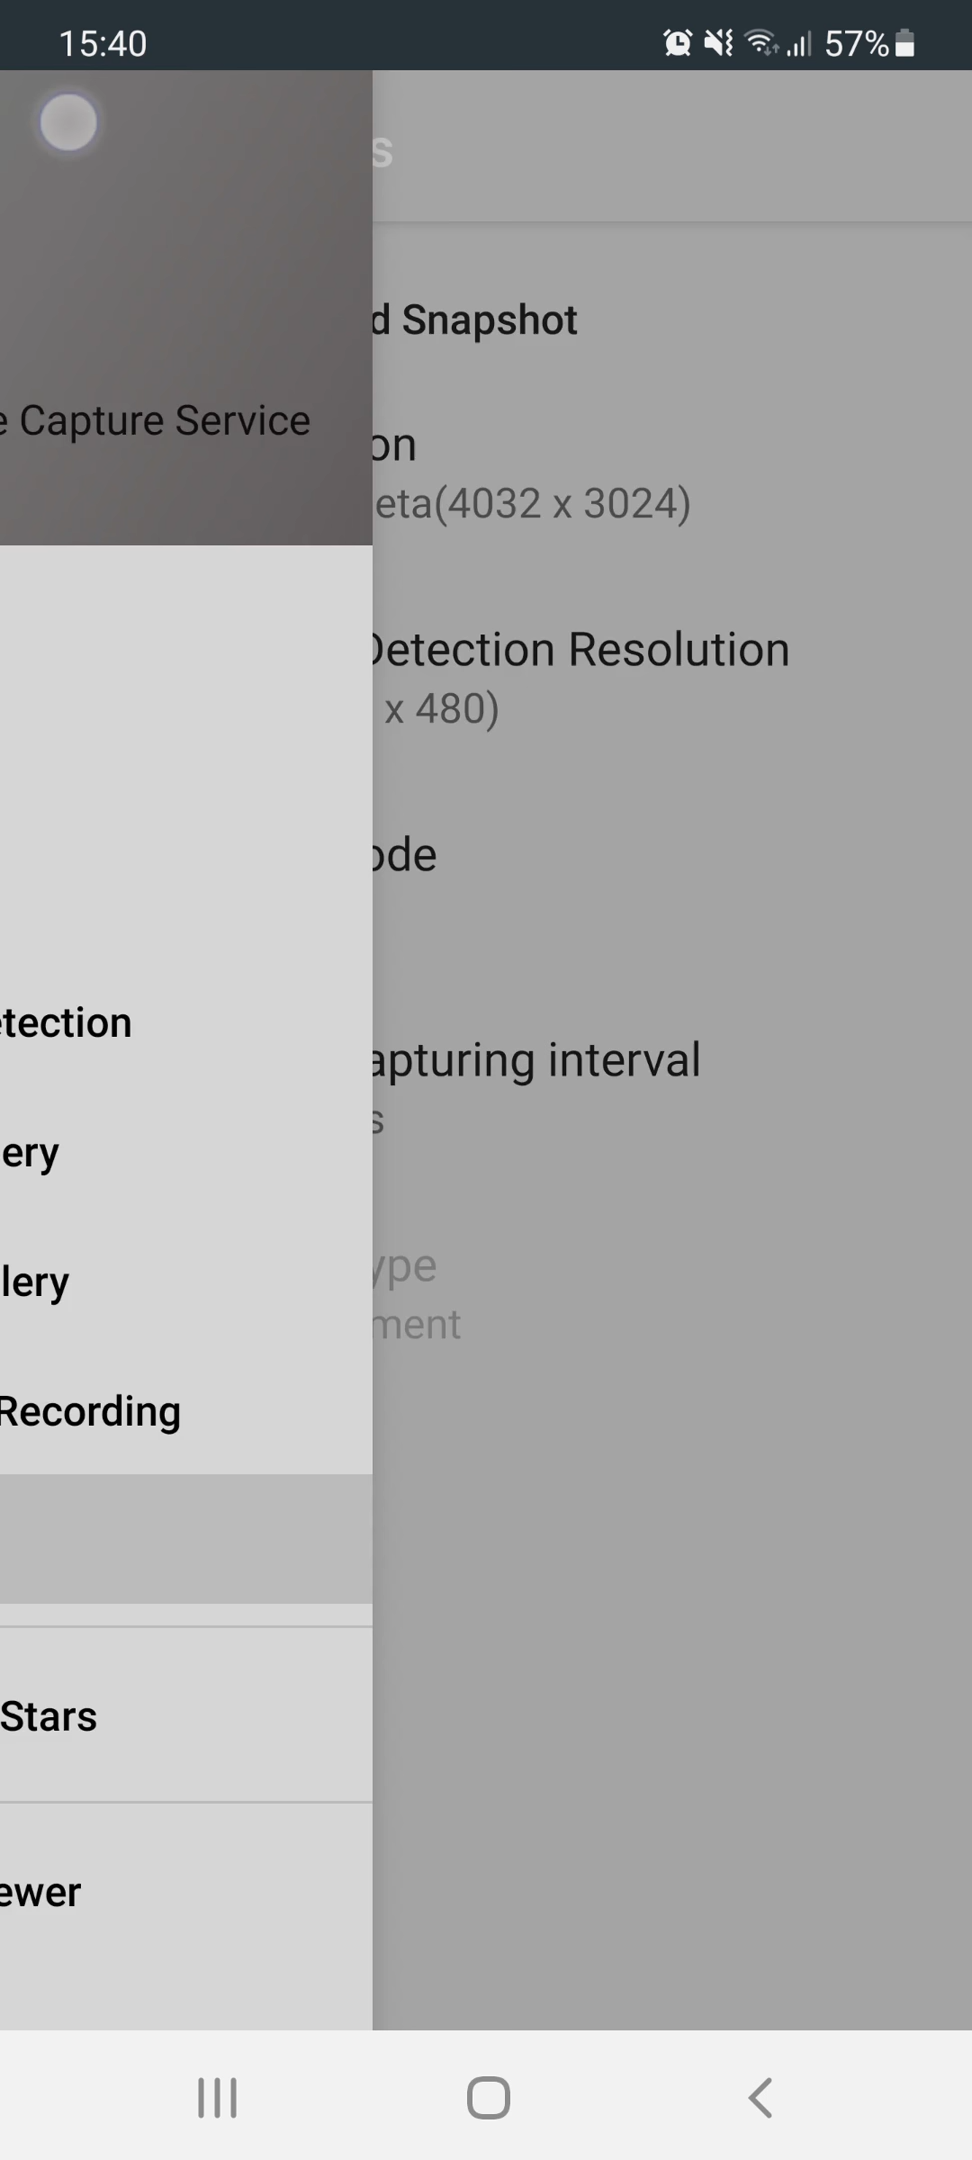 15:40 57%
s
d Snapshot
e Capture Service
on
eta(4032 x 3024)
Detection Resolution
x 480)
ode
etection
apturing interval
s
ery
ype
lery
ment
Recording
Stars
ewer